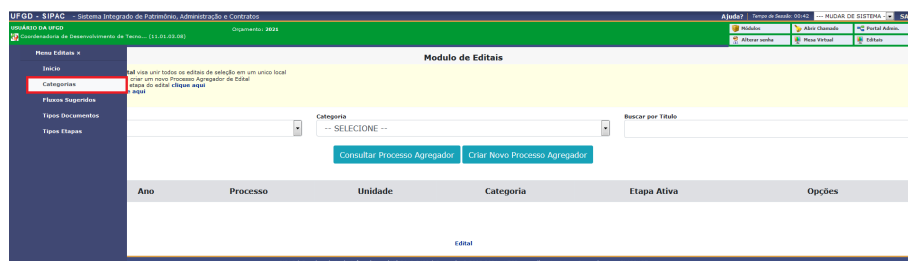 UFGD - SIPAC - Sistema Integrado de Patrimônio, Administração e Contratos
Ajuda? Tempo de Sessão: 00:42 --- MUDAR DE SISTEMA -- SA
USUÁRIO DA UFGD
Orçamento: 2021
Módulos Abrir Chamado Portal Admin.
Coordenadoria de Desenvolvimento de Tecno... (11.01.03.08)
Alterar senha Mesa Virtual Editais
Menu Editais ×
Modulo de Editais
Inicio
Categorias
Fluxos Sugeridos
Tipos Documentos
Tipos Etapas
tal visa unir todos os editais de seleção em um unico local
criar um novo Processo Agregador de Edital
etapa do edital clique aqui
e aqui
Categoria
Buscar por Titulo
-- SELECIONE --
Consultar Processo Agregador Criar Novo Processo Agregador
Ano Processo Unidade Categoria Etapa Ativa Opções
Edital